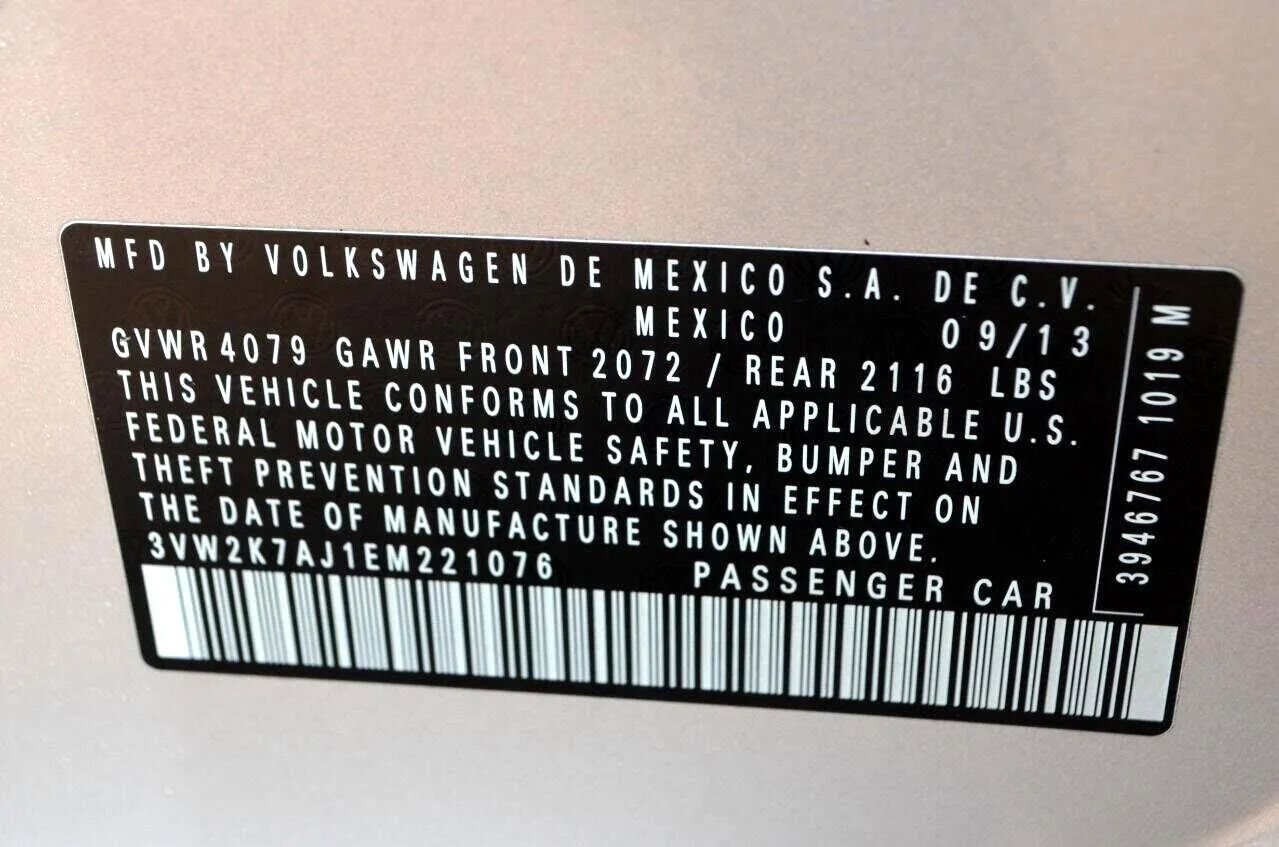 MFD BY VOLKSWAGEN DE MEXICO S.A. DE C.V.
MEXICO 09/13
GVWR 4079 GAWR FRONT 2072 / REAR 2116 LBS
THIS VEHICLE CONFORMS TO ALL APPLICABLE U.S.
FEDERAL MOTOR VEHICLE SAFETY, BUMPER AND
THEFT PREVENTION STANDARDS IN EFFECT ON
THE DATE OF MANUFACTURE SHOWN ABOVE.
3VW2K7AJ1EM221076 PASSENGER CAR
3946767 1019 M